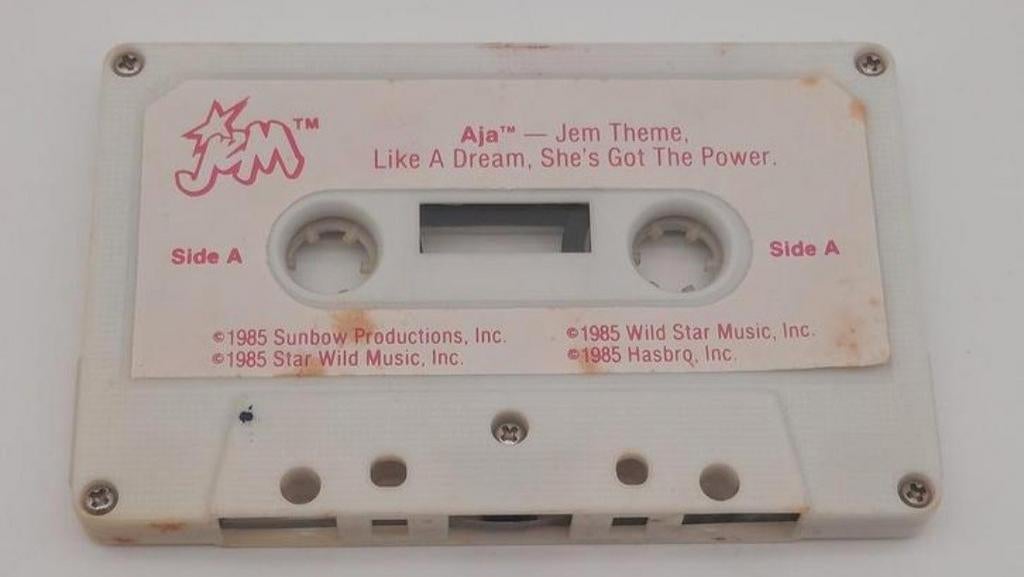 JEM™
Aja™ — Jem Theme,
Like A Dream, She's Got The Power.
Side A
Side A
©1985 Sunbow Productions, Inc.
©1985 Star Wild Music, Inc.
©1985 Wild Star Music, Inc.
©1985 Hasbro, Inc.